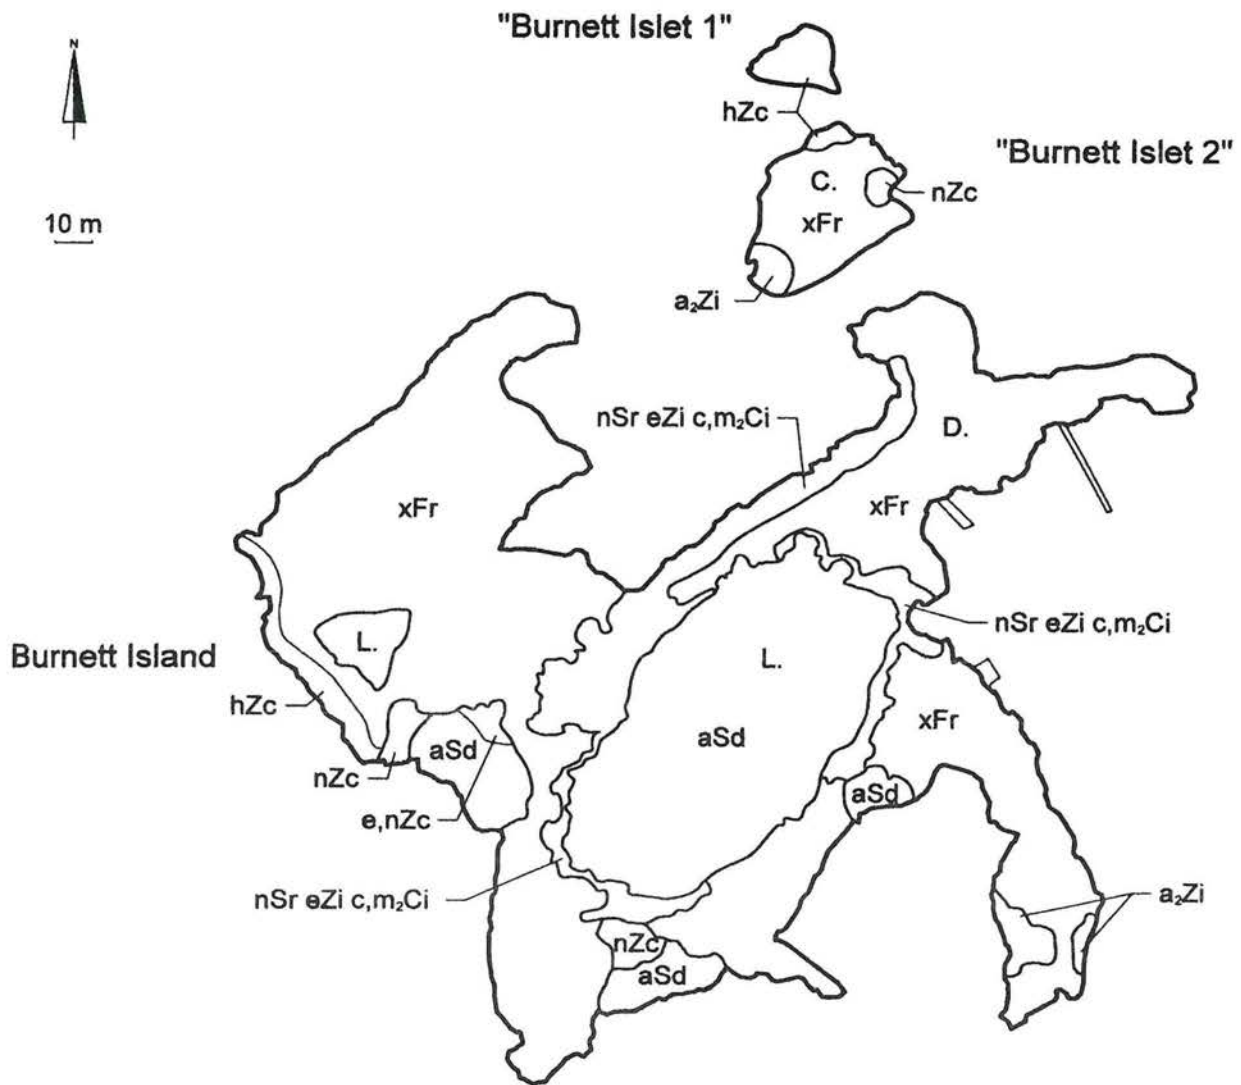 "Burnett Islet 1"
N
hZc
"Burnett Islet 2"
C.
nZc
xFr
10 m
a₂Zi
nSr eZi c,m₂Ci
D.
xFr
xFr
nSr eZi c,m₂Ci
L.
L.
Burnett Island
hZc
xFr
aSd
aSd
nZc
aSd
e,nZc
nSr eZi c,m₂Ci
a₂Zi
nZc
aSd